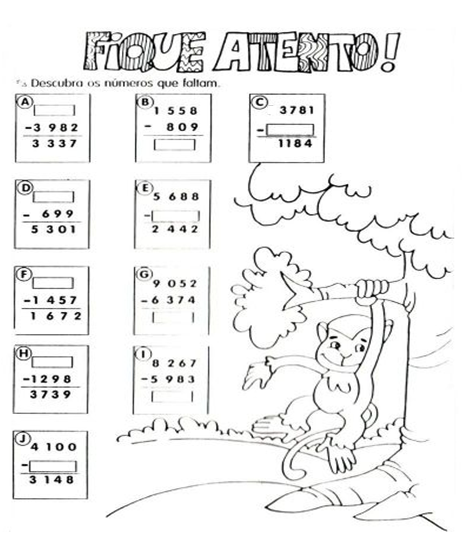 FIQUE ATENTO!
Descubra os números que faltam.
A
-3 982
3 337
B
1 558
- 809
C
3781
-
1184
D
- 699
5 301
E
5 688
-
2 442
F
-1 457
1 672
G
9 052
-6 374
H
-1298
3739
I
8 267
-5 983
J
4 100
-
3 148